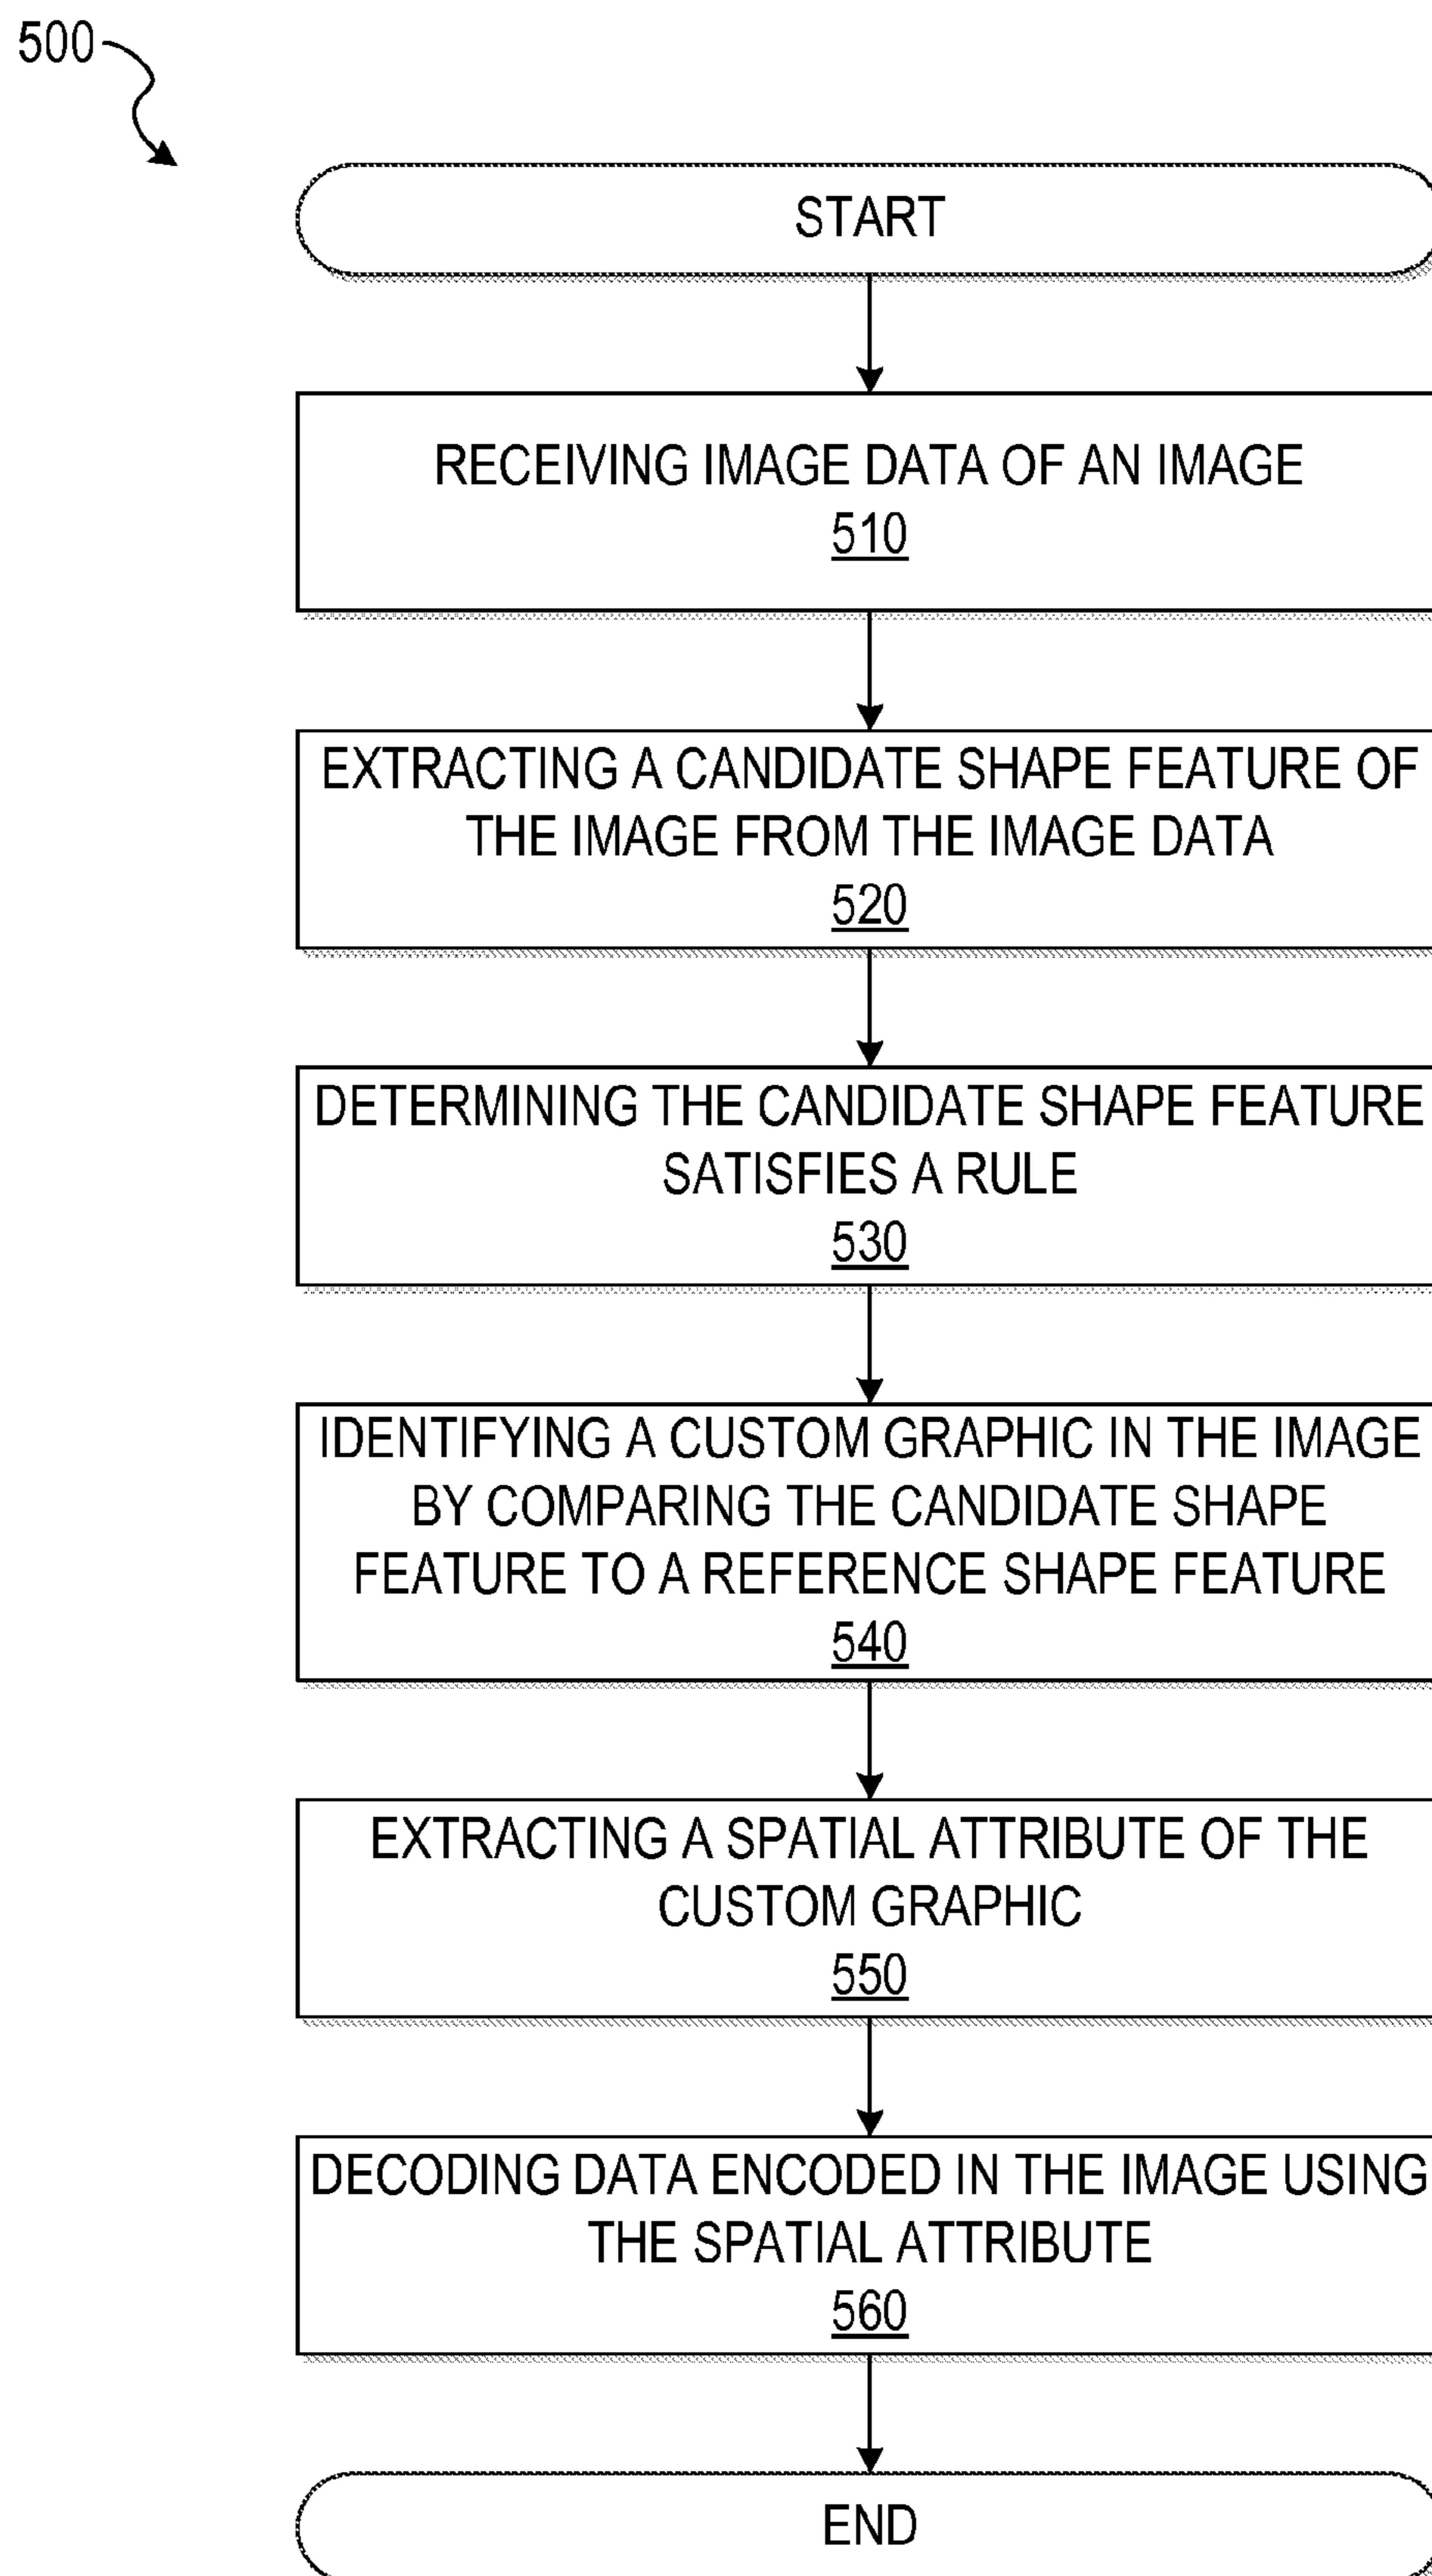 500
START
RECEIVING IMAGE DATA OF AN IMAGE
510
EXTRACTING A CANDIDATE SHAPE FEATURE OF
THE IMAGE FROM THE IMAGE DATA
520
DETERMINING THE CANDIDATE SHAPE FEATURE
SATISFIES A RULE
530
IDENTIFYING A CUSTOM GRAPHIC IN THE IMAGE
BY COMPARING THE CANDIDATE SHAPE
FEATURE TO A REFERENCE SHAPE FEATURE
540
EXTRACTING A SPATIAL ATTRIBUTE OF THE
CUSTOM GRAPHIC
550
DECODING DATA ENCODED IN THE IMAGE USING
THE SPATIAL ATTRIBUTE
560
END